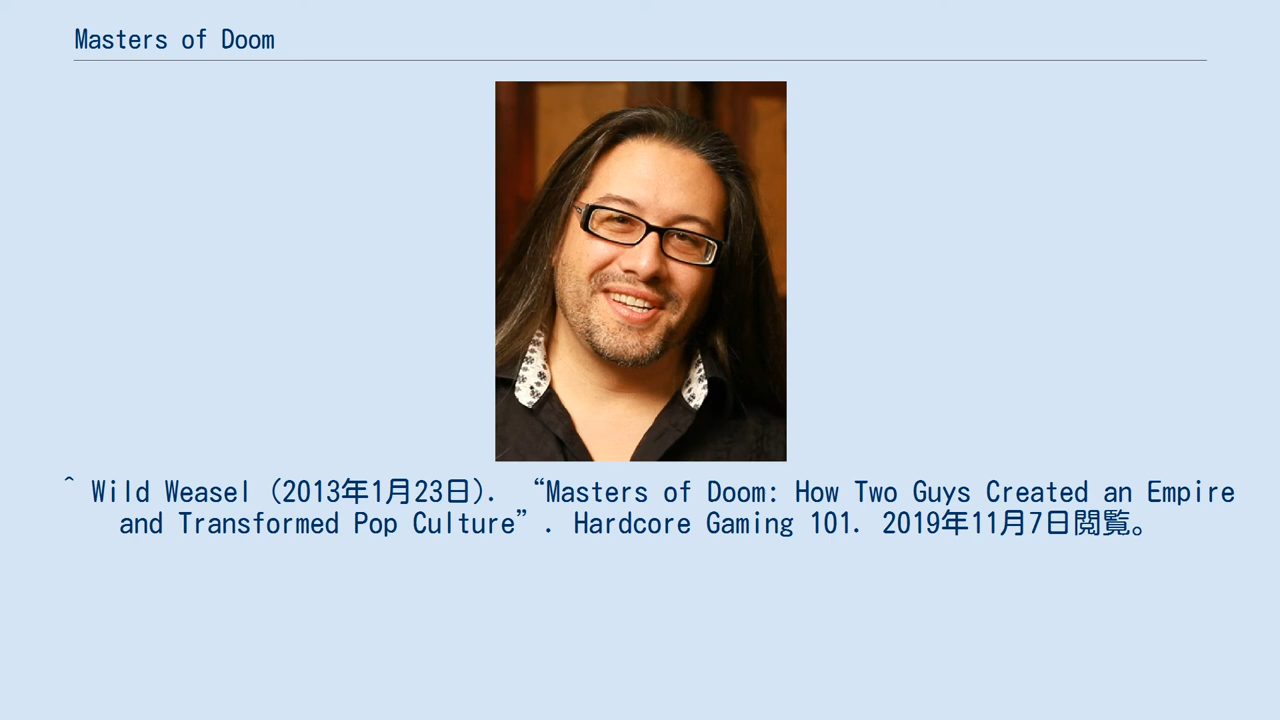 Masters of Doom
^ Wild Weasel (2013年1月23日). “Masters of Doom: How Two Guys Created an Empire
and Transformed Pop Culture”. Hardcore Gaming 101. 2019年11月7日閲覧。